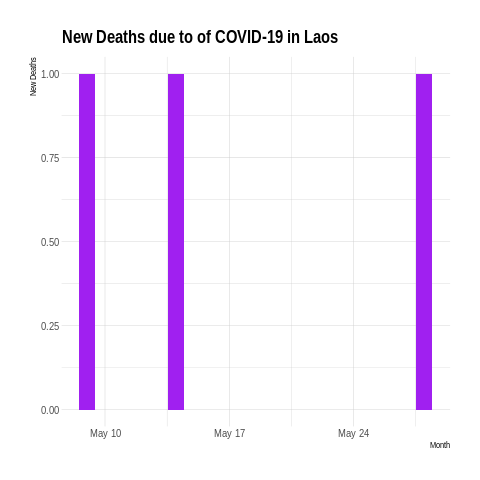 New Deaths due to of COVID-19 in Laos
New Deaths
1.00
0.75
0.50
0.25
0.00
May 10
May 17
May 24
Month